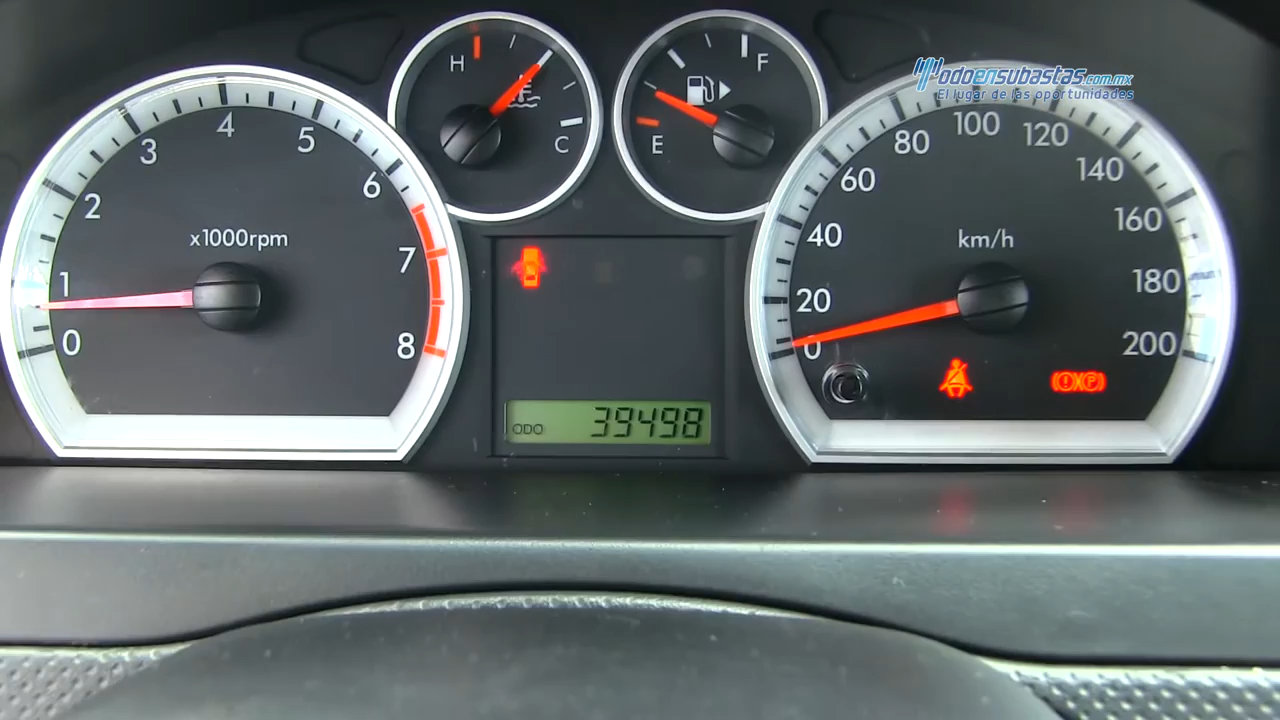 TodoenSubastas.com.mx
El lugar de las oportunidades
H
C
F
E
0
1
2
3
4
5
6
7
8
x1000rpm
0
20
40
60
80
100
120
140
160
180
200
km/h
ODO 39498
(!) (P)